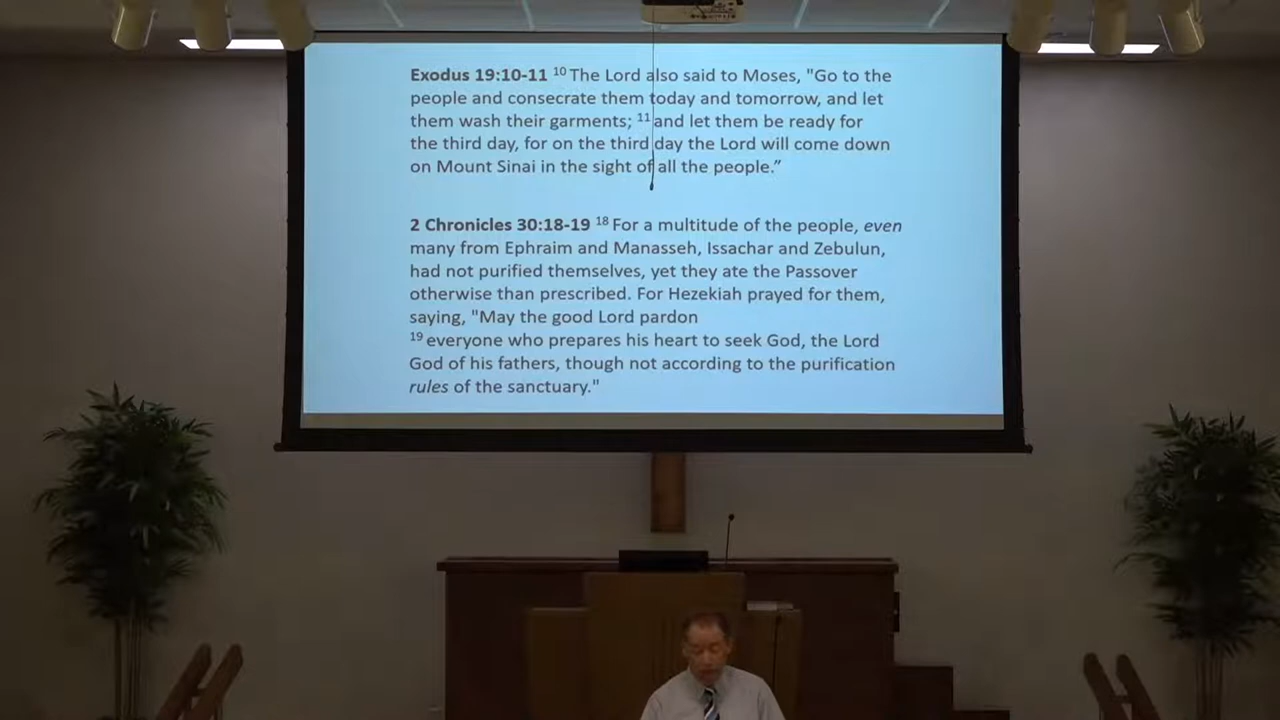 Exodus 19:10-11 10 The Lord also said to Moses, "Go to the
people and consecrate them today and tomorrow, and let
them wash their garments; 11 and let them be ready for
the third day, for on the third day the Lord will come down
on Mount Sinai in the sight of all the people.”
2 Chronicles 30:18-19 18 For a multitude of the people, even
many from Ephraim and Manasseh, Issachar and Zebulun,
had not purified themselves, yet they ate the Passover
otherwise than prescribed. For Hezekiah prayed for them,
saying, "May the good Lord pardon
19 everyone who prepares his heart to seek God, the Lord
God of his fathers, though not according to the purification
rules of the sanctuary."